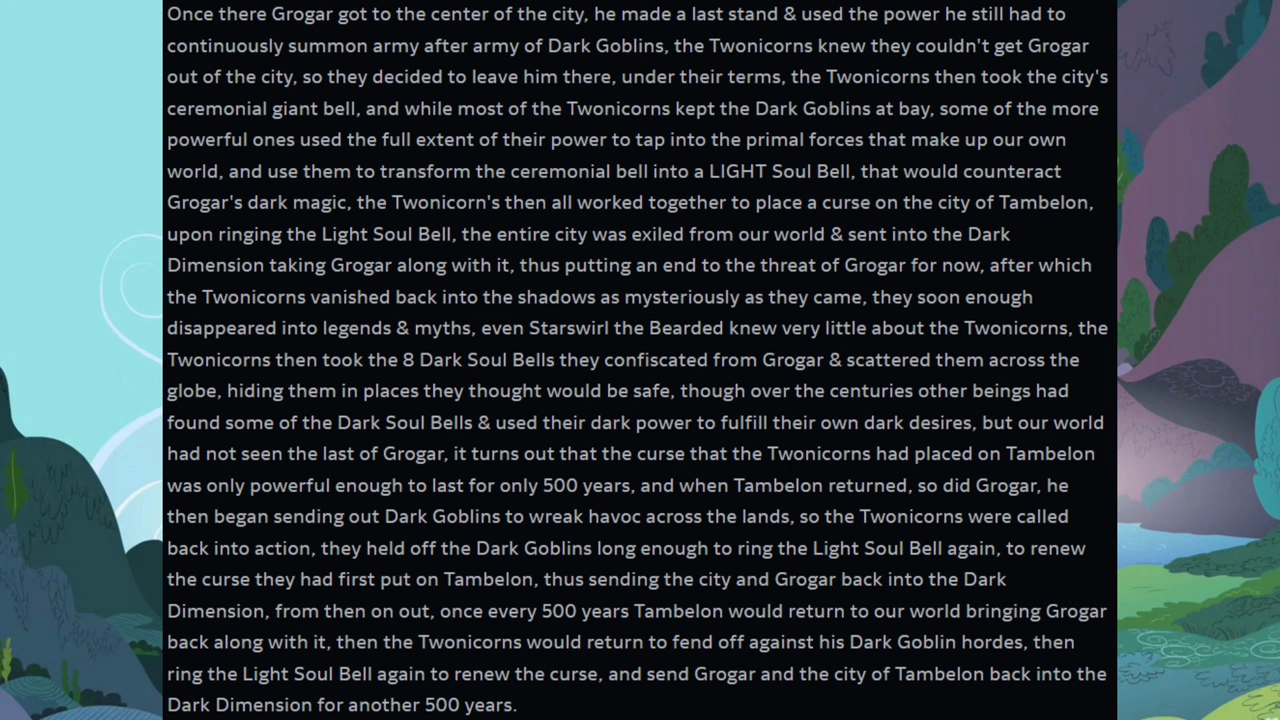 Once there Grogar got to the center of the city, he made a last stand & used the power he still had to
continuously summon army after army of Dark Goblins, the Twonicorns knew they couldn't get Grogar
out of the city, so they decided to leave him there, under their terms, the Twonicorns then took the city's
ceremonial giant bell, and while most of the Twonicorns kept the Dark Goblins at bay, some of the more
powerful ones used the full extent of their power to tap into the primal forces that make up our own
world, and use them to transform the ceremonial bell into a LIGHT Soul Bell, that would counteract
Grogar's dark magic, the Twonicorn's then all worked together to place a curse on the city of Tambelon,
upon ringing the Light Soul Bell, the entire city was exiled from our world & sent into the Dark
Dimension taking Grogar along with it, thus putting an end to the threat of Grogar for now, after which
the Twonicorns vanished back into the shadows as mysteriously as they came, they soon enough
disappeared into legends & myths, even Starswirl the Bearded knew very little about the Twonicorns, the
Twonicorns then took the 8 Dark Soul Bells they confiscated from Grogar & scattered them across the
globe, hiding them in places they thought would be safe, though over the centuries other beings had
found some of the Dark Soul Bells & used their dark power to fulfill their own dark desires, but our world
had not seen the last of Grogar, it turns out that the curse that the Twonicorns had placed on Tambelon
was only powerful enough to last for only 500 years, and when Tambelon returned, so did Grogar, he
then began sending out Dark Goblins to wreak havoc across the lands, so the Twonicorns were called
back into action, they held off the Dark Goblins long enough to ring the Light Soul Bell again, to renew
the curse they had first put on Tambelon, thus sending the city and Grogar back into the Dark
Dimension, from then on out, once every 500 years Tambelon would return to our world bringing Grogar
back along with it, then the Twonicorns would return to fend off against his Dark Goblin hordes, then
ring the Light Soul Bell again to renew the curse, and send Grogar and the city of Tambelon back into the
Dark Dimension for another 500 years.